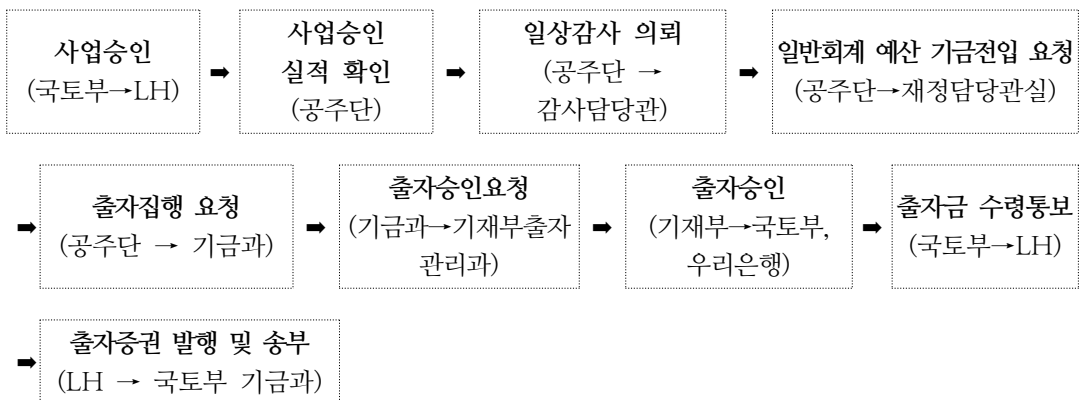 사업승인
(국토부→LH)
➡
사업승인
실적 확인
(공주단)
➡
일상감사 의뢰
(공주단 →
감사담당관)
➡
일반회계 예산 기금전입 요청
(공주단→재정담당관실)
➡
출자집행 요청
(공주단 → 기금과)
➡
출자승인요청
(기금과→기재부출자
관리과)
➡
출자승인
(기재부→국토부,
우리은행)
➡
출자금 수령통보
(국토부→LH)
➡
출자증권 발행 및 송부
(LH → 국토부 기금과)